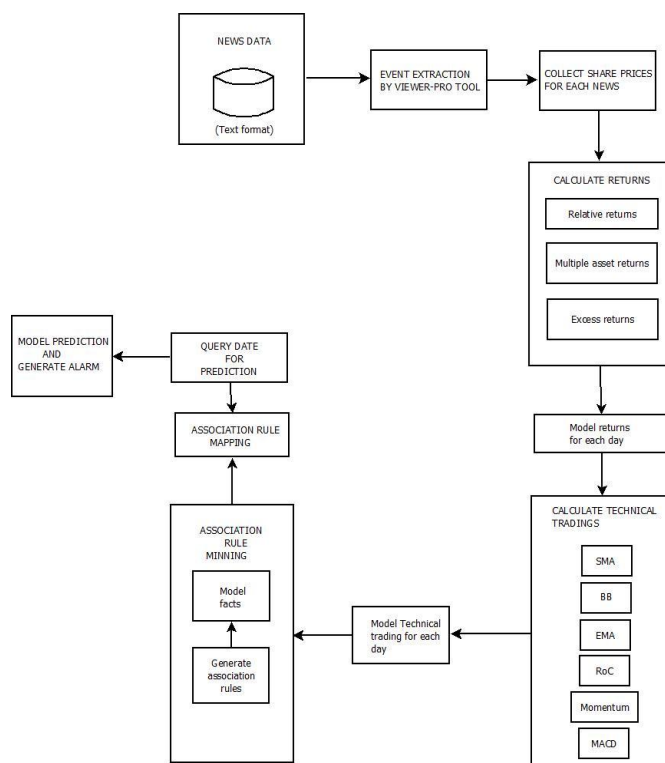 NEWS DATA
(Text format)
EVENT EXTRACTION
BY VIEWER-PRO TOOL
COLLECT SHARE PRICES
FOR EACH NEWS
CALCULATE RETURNS
Relative returns
Multiple asset returns
Excess returns
Model returns
for each day
CALCULATE TECHNICAL
TRADINGS
SMA
BB
EMA
RoC
Momentum
MACD
Model Technical
trading for each
day
ASSOCIATION
RULE
MINNING
Model
facts
Generate
association
rules
ASSOCIATION RULE
MAPPING
QUERY DATE
FOR
PREDICTION
MODEL PREDICTION
AND
GENERATE ALARM